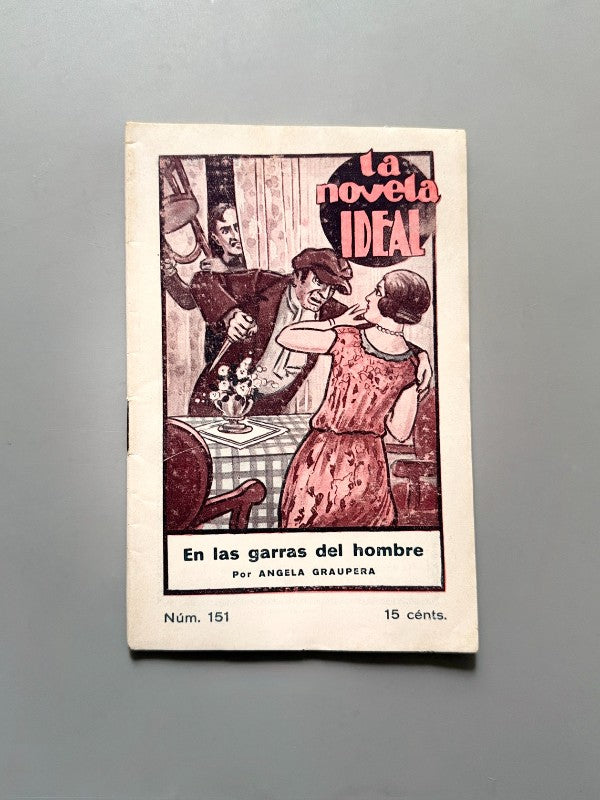 la
novela
IDEAL
En las garras del hombre
Por ANGELA GRAUPERA
Núm. 151
15 cénts.